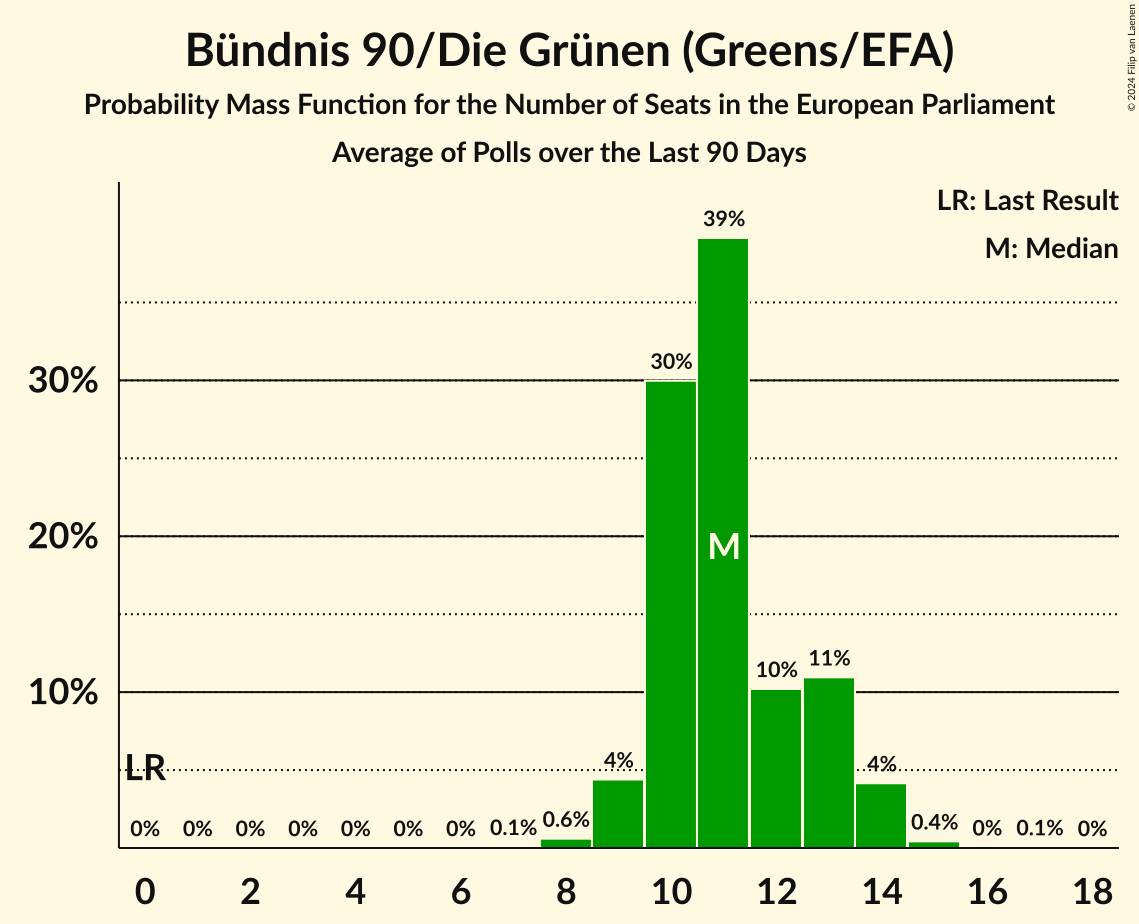 Bündnis 90/Die Grünen (Greens/EFA)
Probability Mass Function for the Number of Seats in the European Parliament
Average of Polls over the Last 90 Days
© 2024 Filip van Laenen
LR: Last Result
M: Median
39%
30%
30%
20%
M
10%
10%
11%
LR
0%
0%
0%
0%
0%
0%
0%
0.1%
0.6%
4%
4%
0.4%
0%
0.1%
0%
0 2 4 6 8 10 12 14 16 18